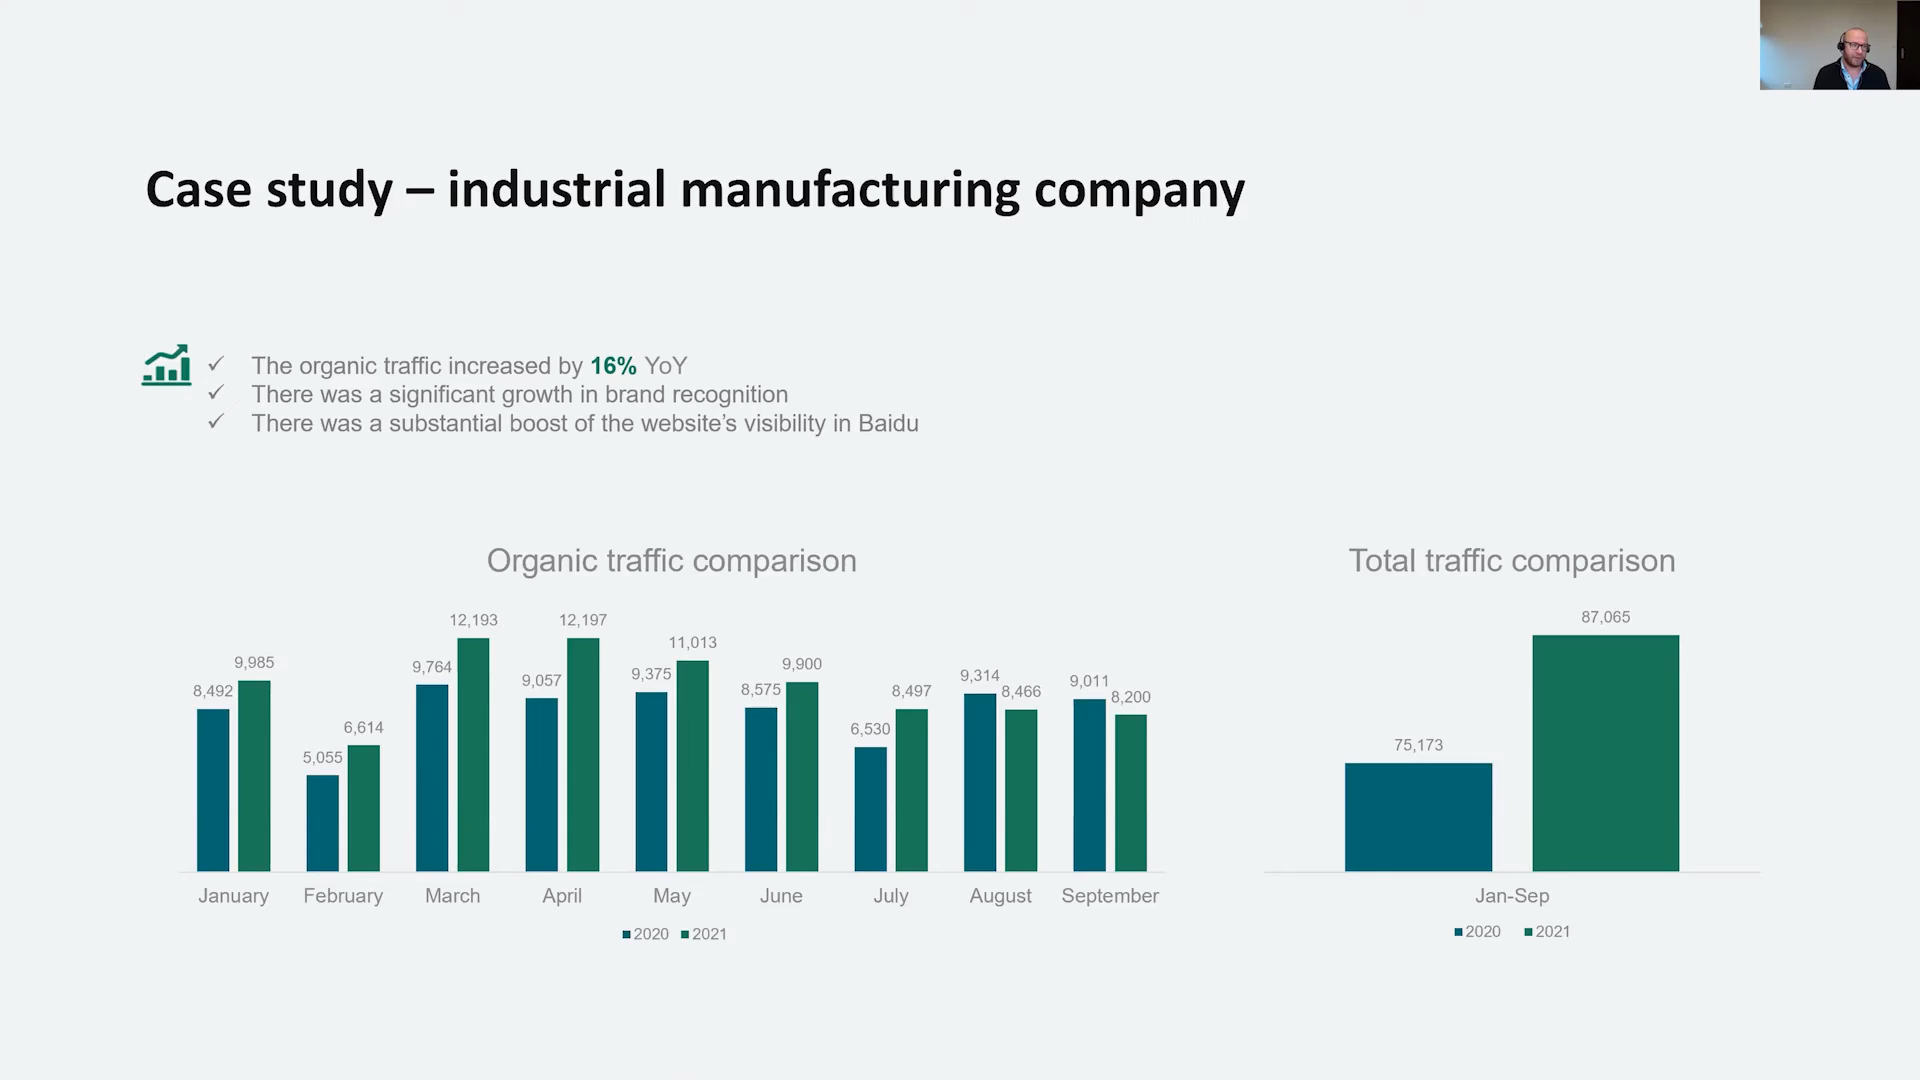 Case study – industrial manufacturing company
✓ The organic traffic increased by 16% YoY
✓ There was a significant growth in brand recognition
✓ There was a substantial boost of the website's visibility in Baidu
Organic traffic comparison
8,492 9,985 5,055 6,614 9,764 12,193 9,057 12,197 9,375 11,013 8,575 9,900 6,530 8,497 9,314 8,466 9,011 8,200
January February March April May June July August September
2020 2021
Total traffic comparison
75,173 87,065
Jan-Sep
2020 2021